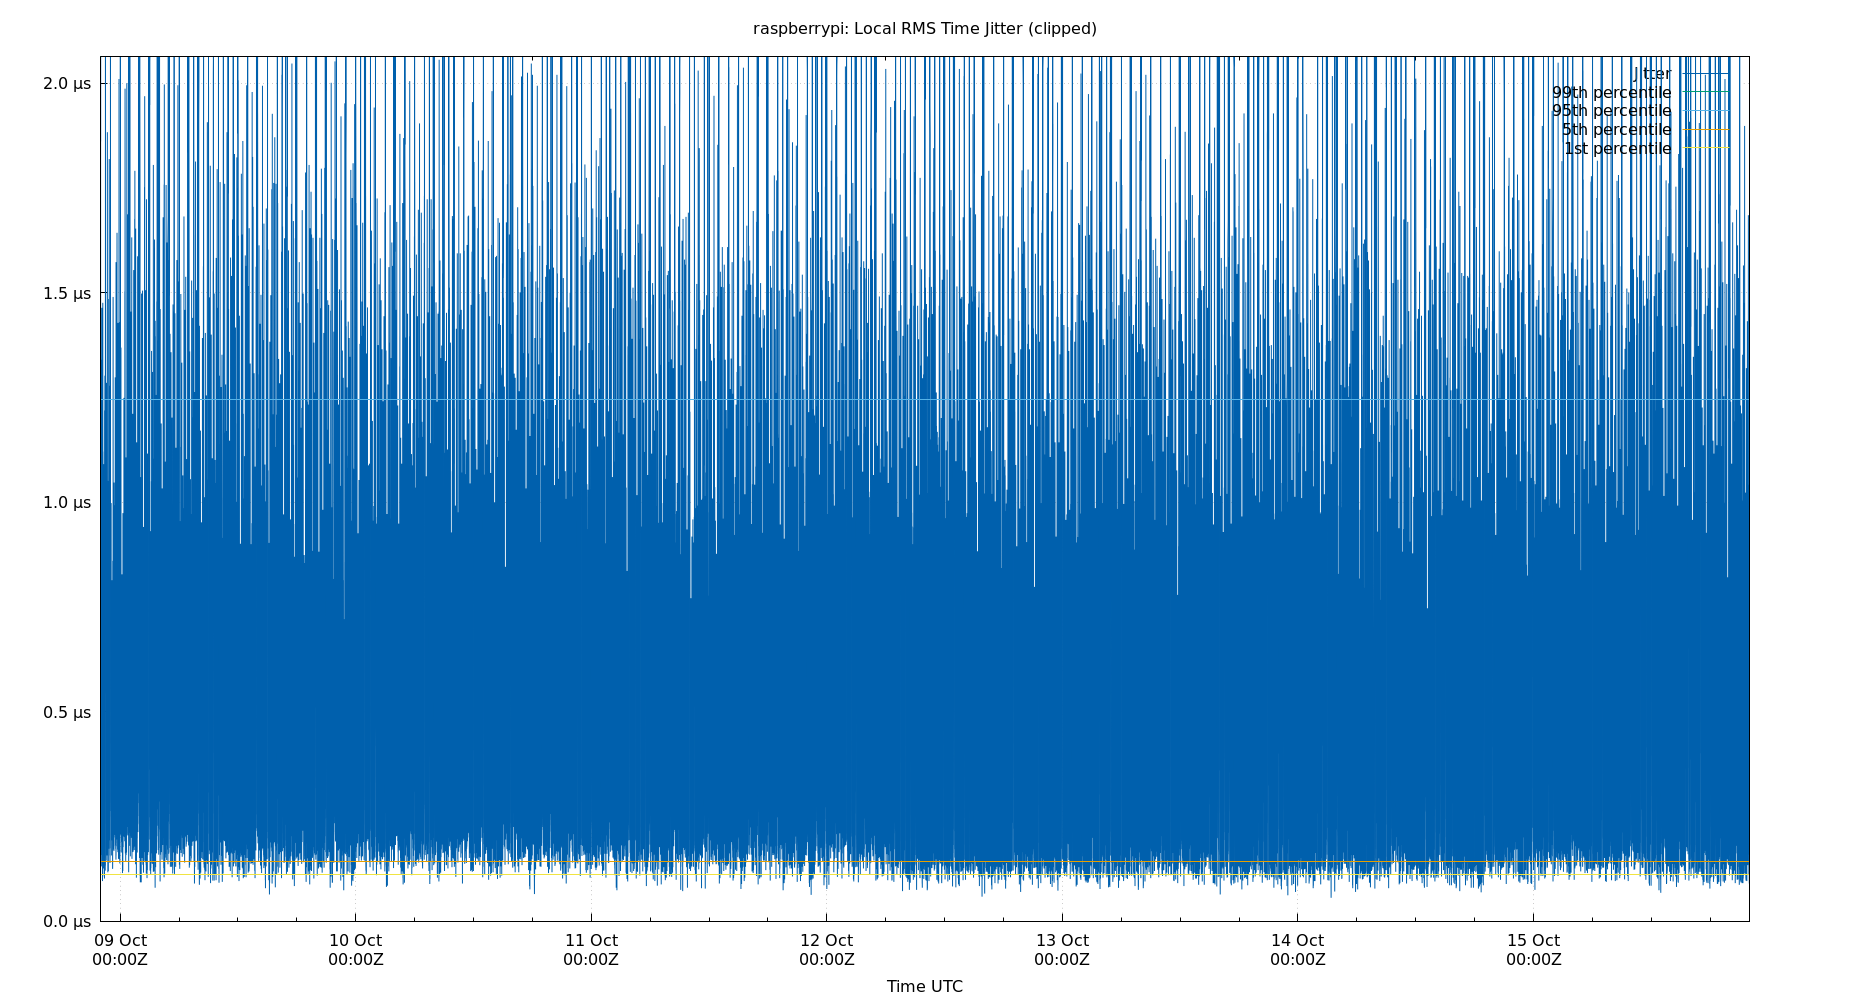 raspberrypi: Local RMS Time Jitter (clipped)
2.0 µs
1.5 µs
1.0 µs
0.5 µs
0.0 µs
Jitter
99th percentile
95th percentile
5th percentile
1st percentile
09 Oct 10 Oct 11 Oct 12 Oct 13 Oct 14 Oct 15 Oct
00:00Z 00:00Z 00:00Z 00:00Z 00:00Z 00:00Z 00:00Z
Time UTC